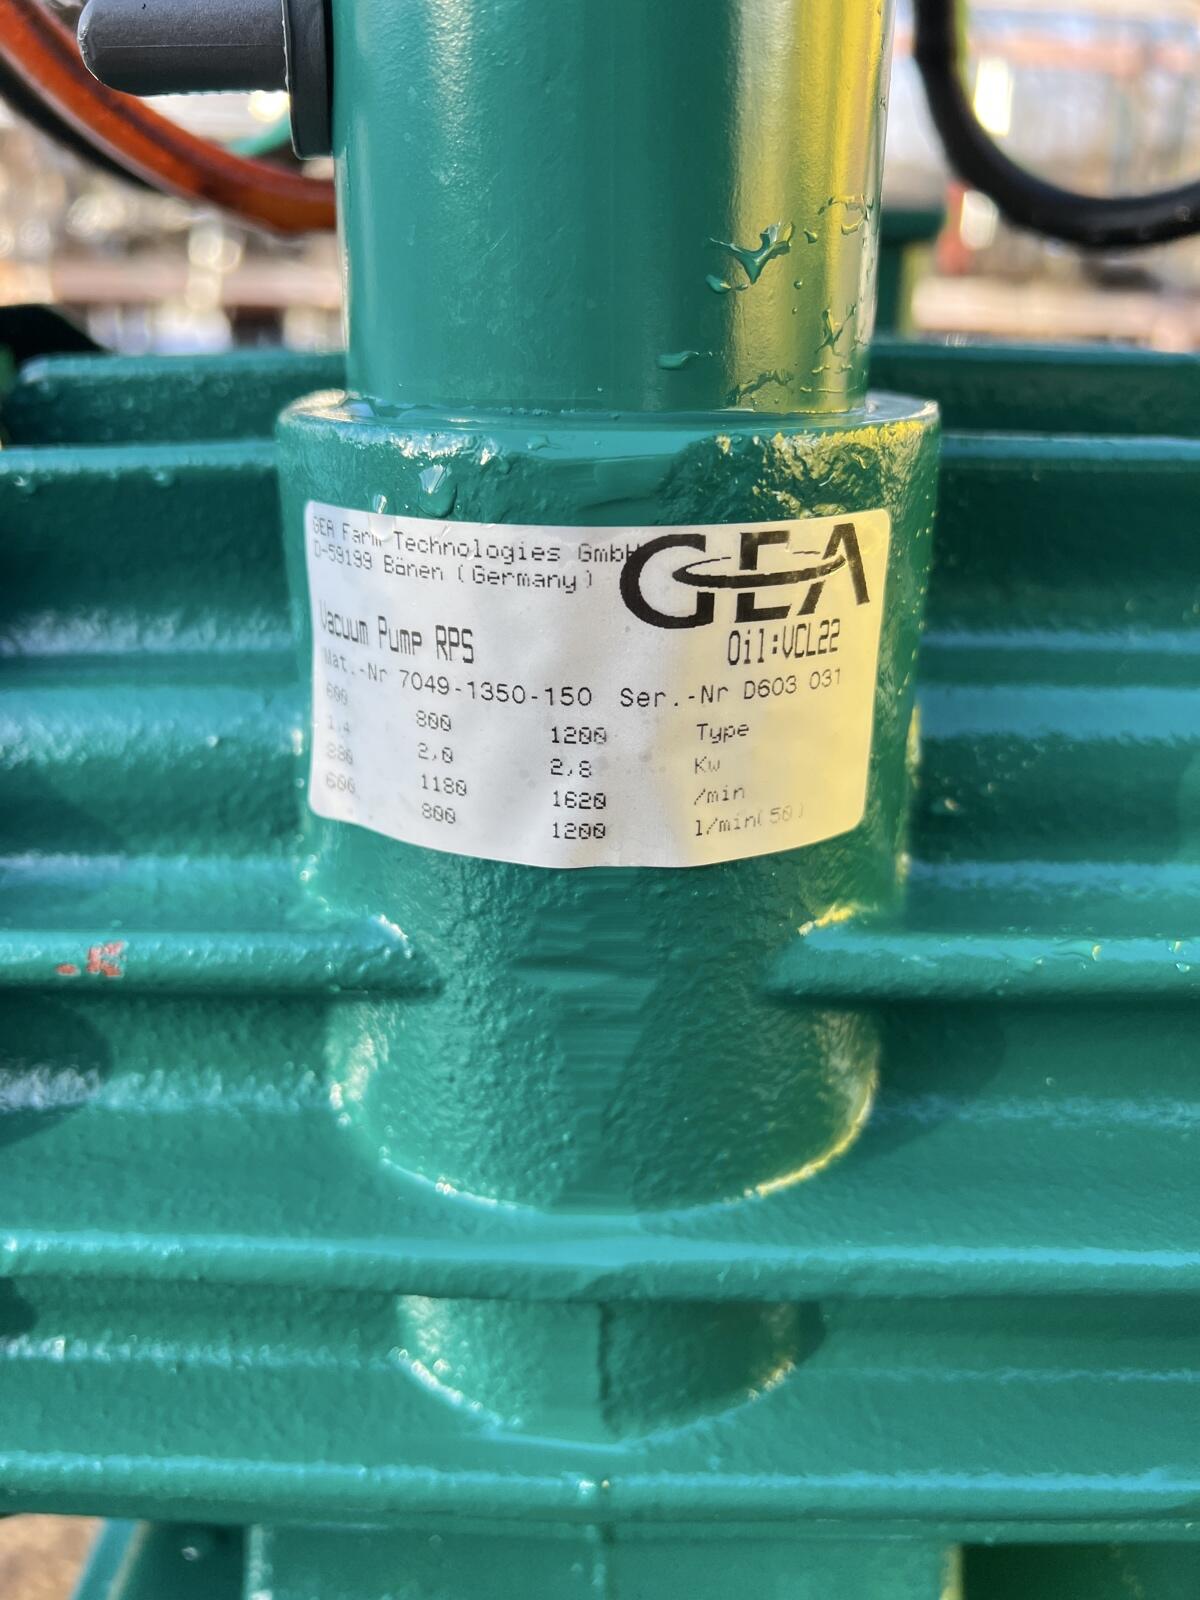 GEA Farm Technologies GmbH
D-59199 Bönen (Germany)
GEA
Vacuum Pump RPS Oil:VCL22
Mat.-Nr 7049-1350-150 Ser.-Nr D603 031
600 800 1200 Type
1,4 2,0 2,8 Kw
880 1180 1620 /min
600 800 1200 l/min(50)